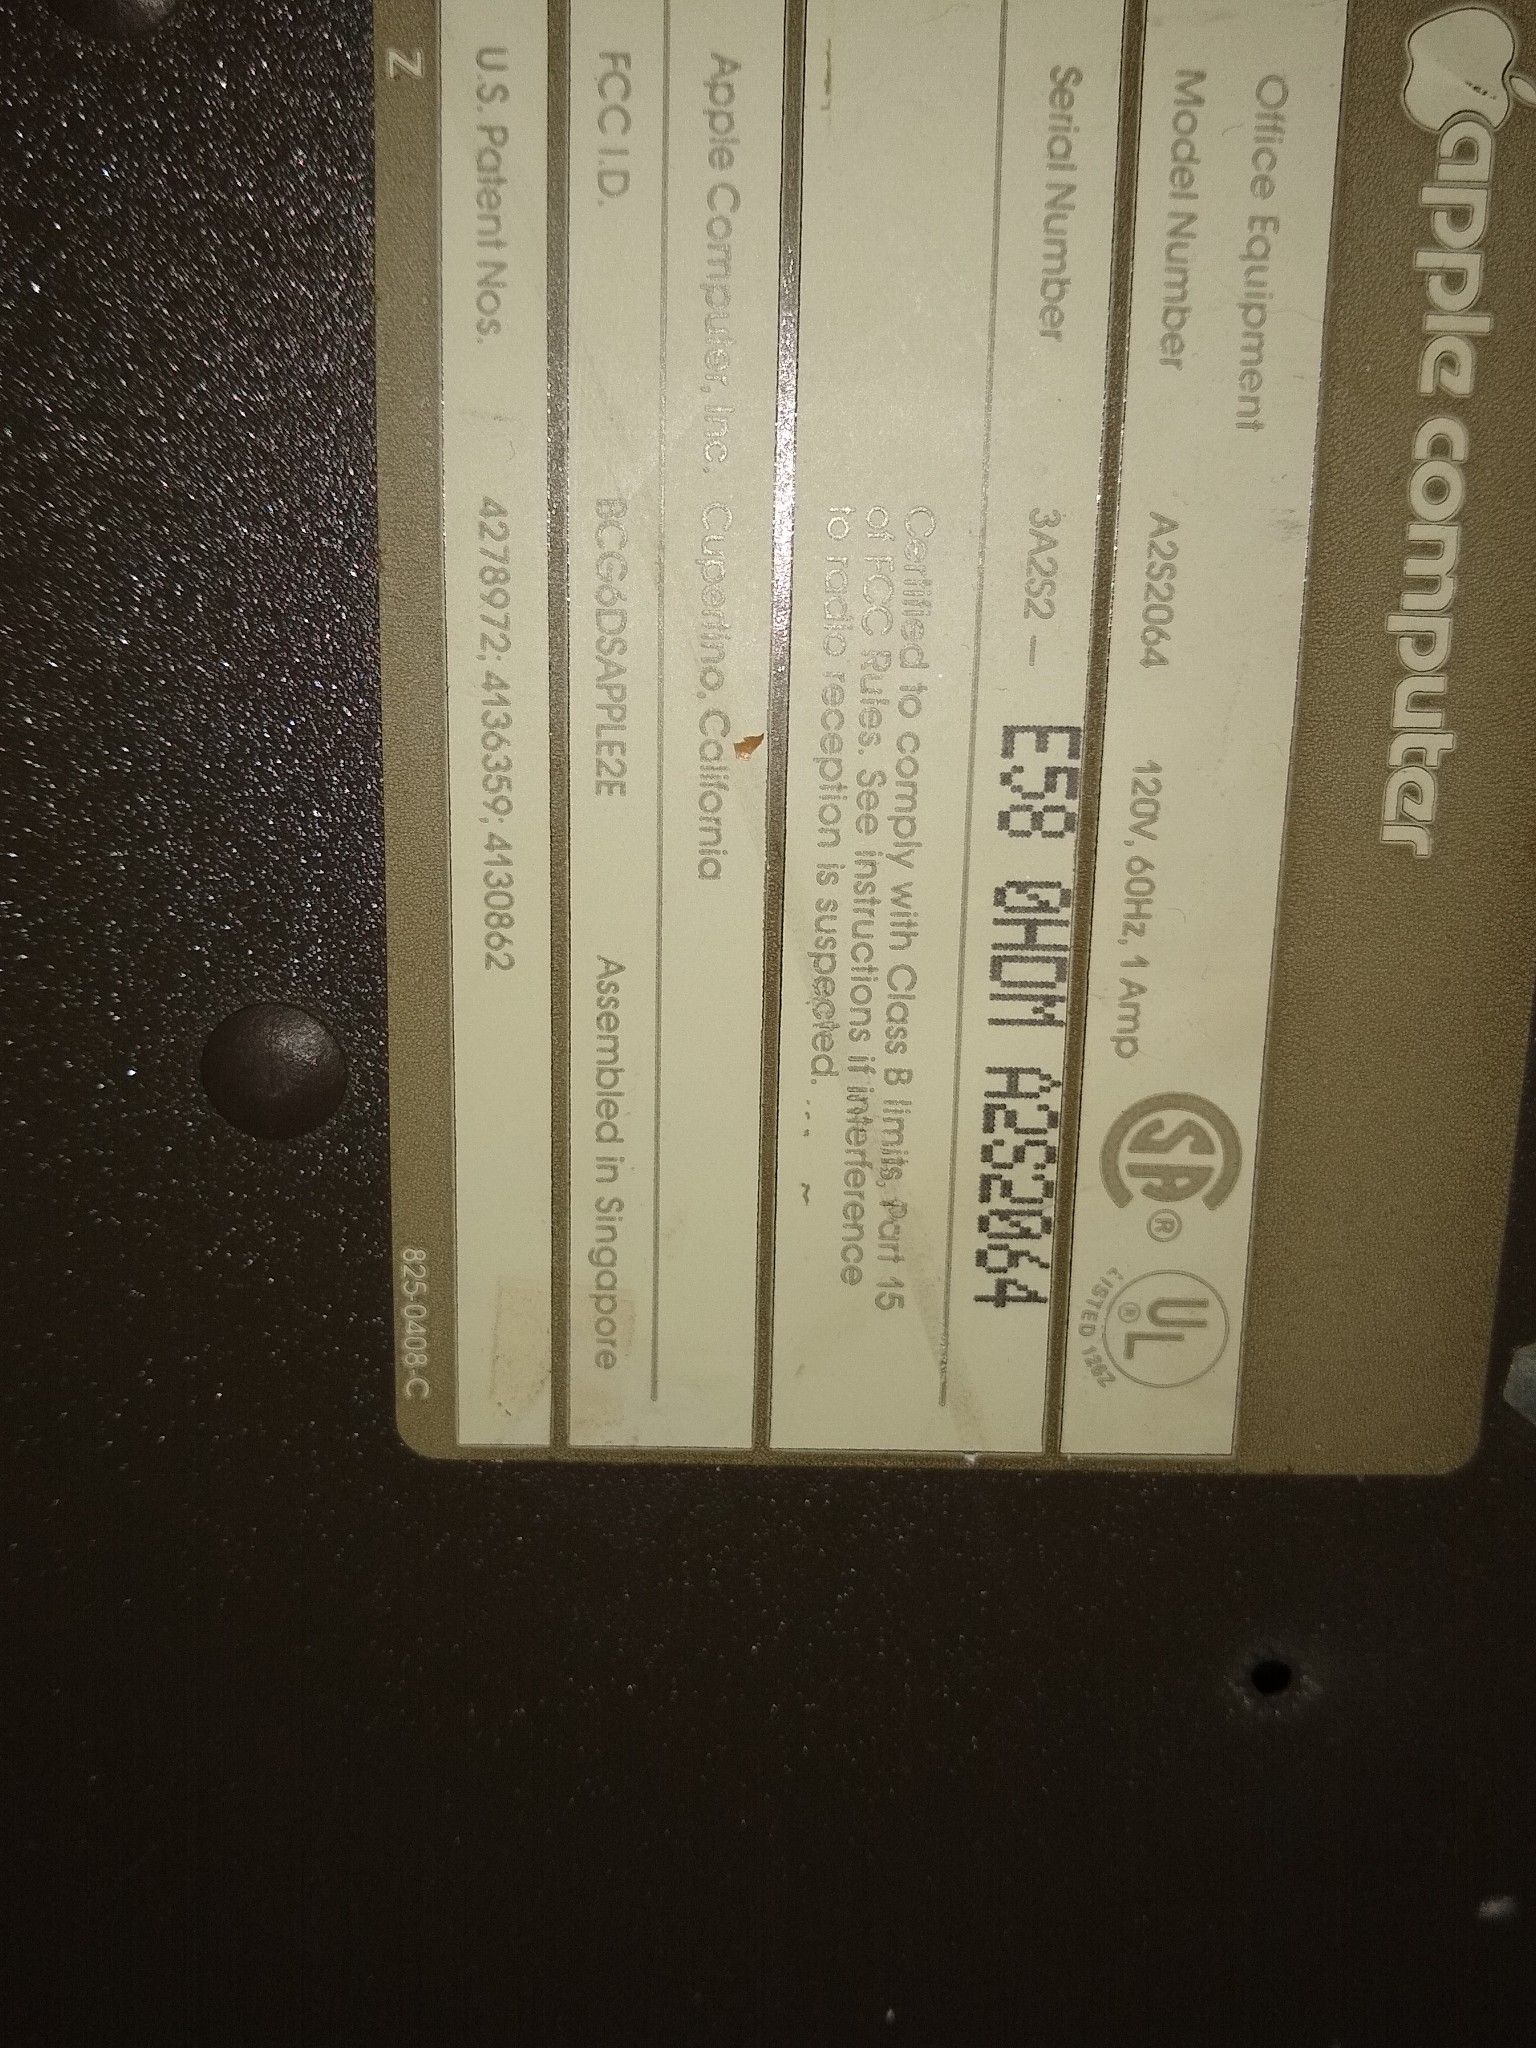 apple computer
Office Equipment
Model Number A2S2064 120V, 60Hz, 1 Amp SA ® UL ® LISTED
Serial Number 3A2S2 — E58 0HDM A2S2064
Certified to comply with Class B limits, Part 15
of FCC Rules. See instructions if interference
to radio reception is suspected.
Apple Computer, Inc. Cupertino, California
FCC I.D. BCG6DSAPPLE2E Assembled in Singapore
U.S. Patent Nos. 4278972; 4136359; 4130862
Z 825-0408-C